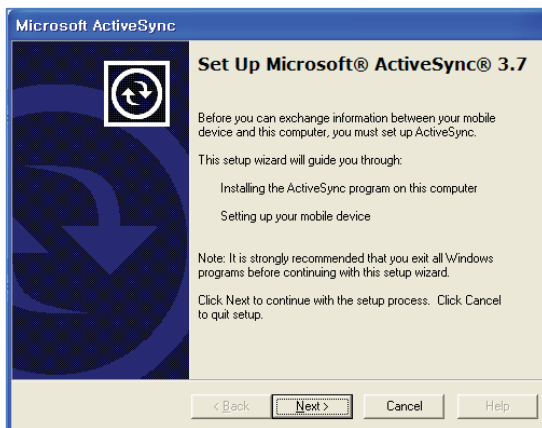 Microsoft ActiveSync
Set Up Microsoft® ActiveSync® 3.7
Before you can exchange information between your mobile
device and this computer, you must set up ActiveSync.
This setup wizard will guide you through:
Installing the ActiveSync program on this computer
Setting up your mobile device
Note: It is strongly recommended that you exit all Windows
programs before continuing with this setup wizard.
Click Next to continue with the setup process. Click Cancel
to quit setup.
< Back Next > Cancel Help